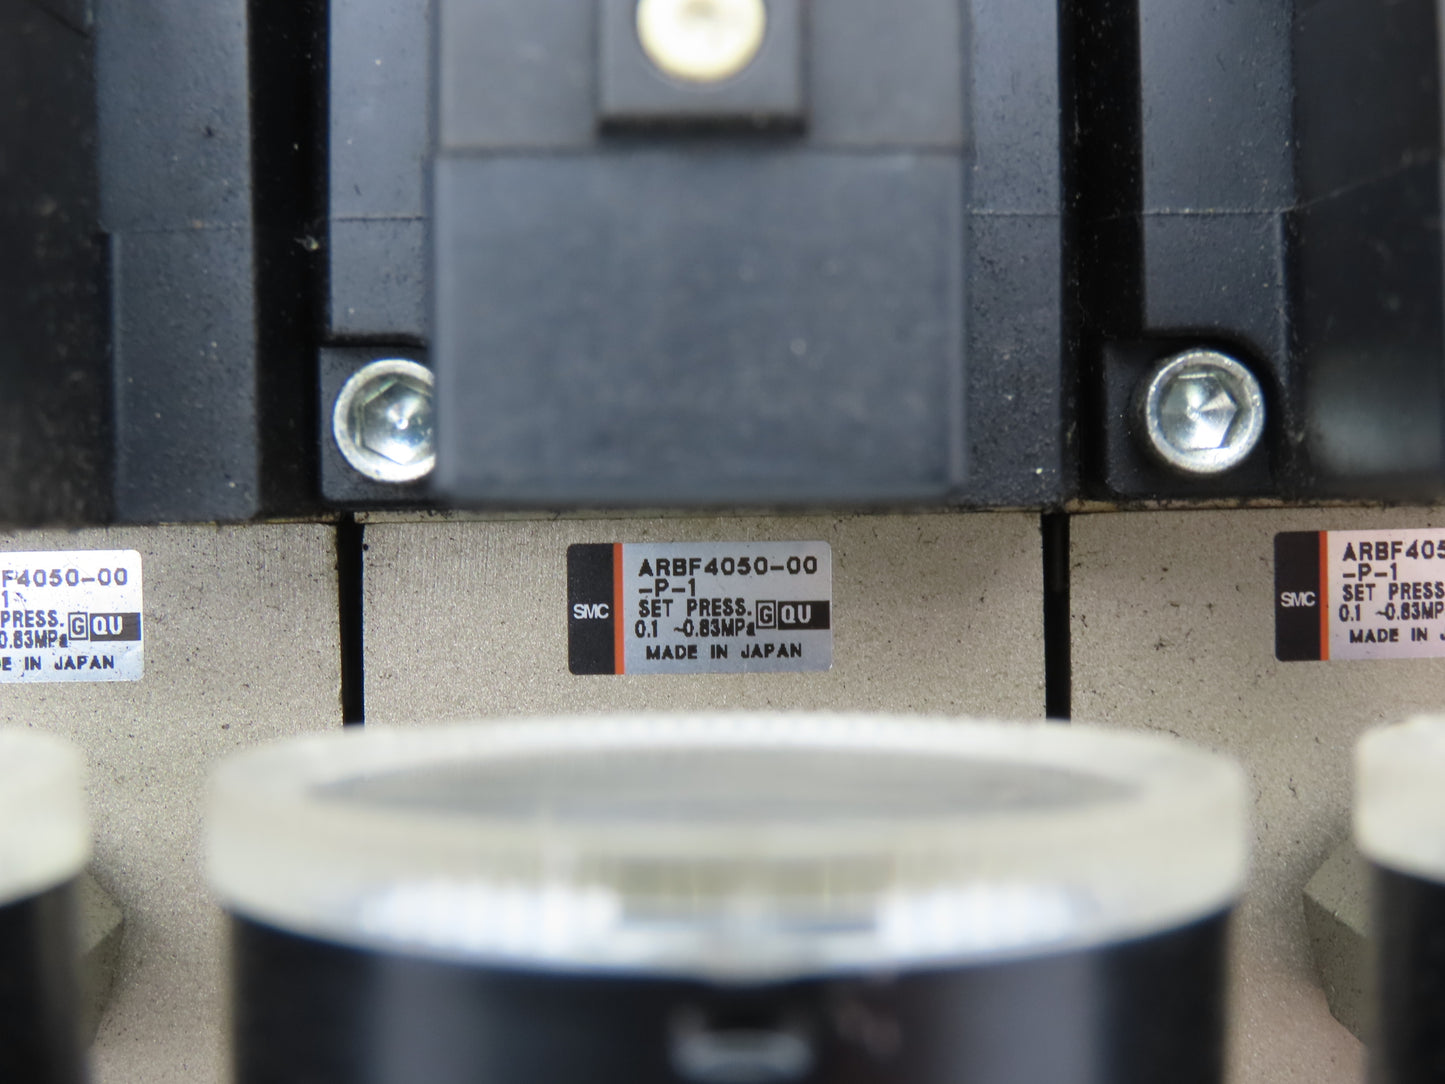 F4050-00
1
PRESS.
0.83MPa G QU
E IN JAPAN
SMC
ARBF4050-00
-P-1
SET PRESS.
0.1 ~0.83MPa G QU
MADE IN JAPAN
SMC
ARBF405
-P-1
SET PRESS
0.1 ~0.83MP
MADE IN J